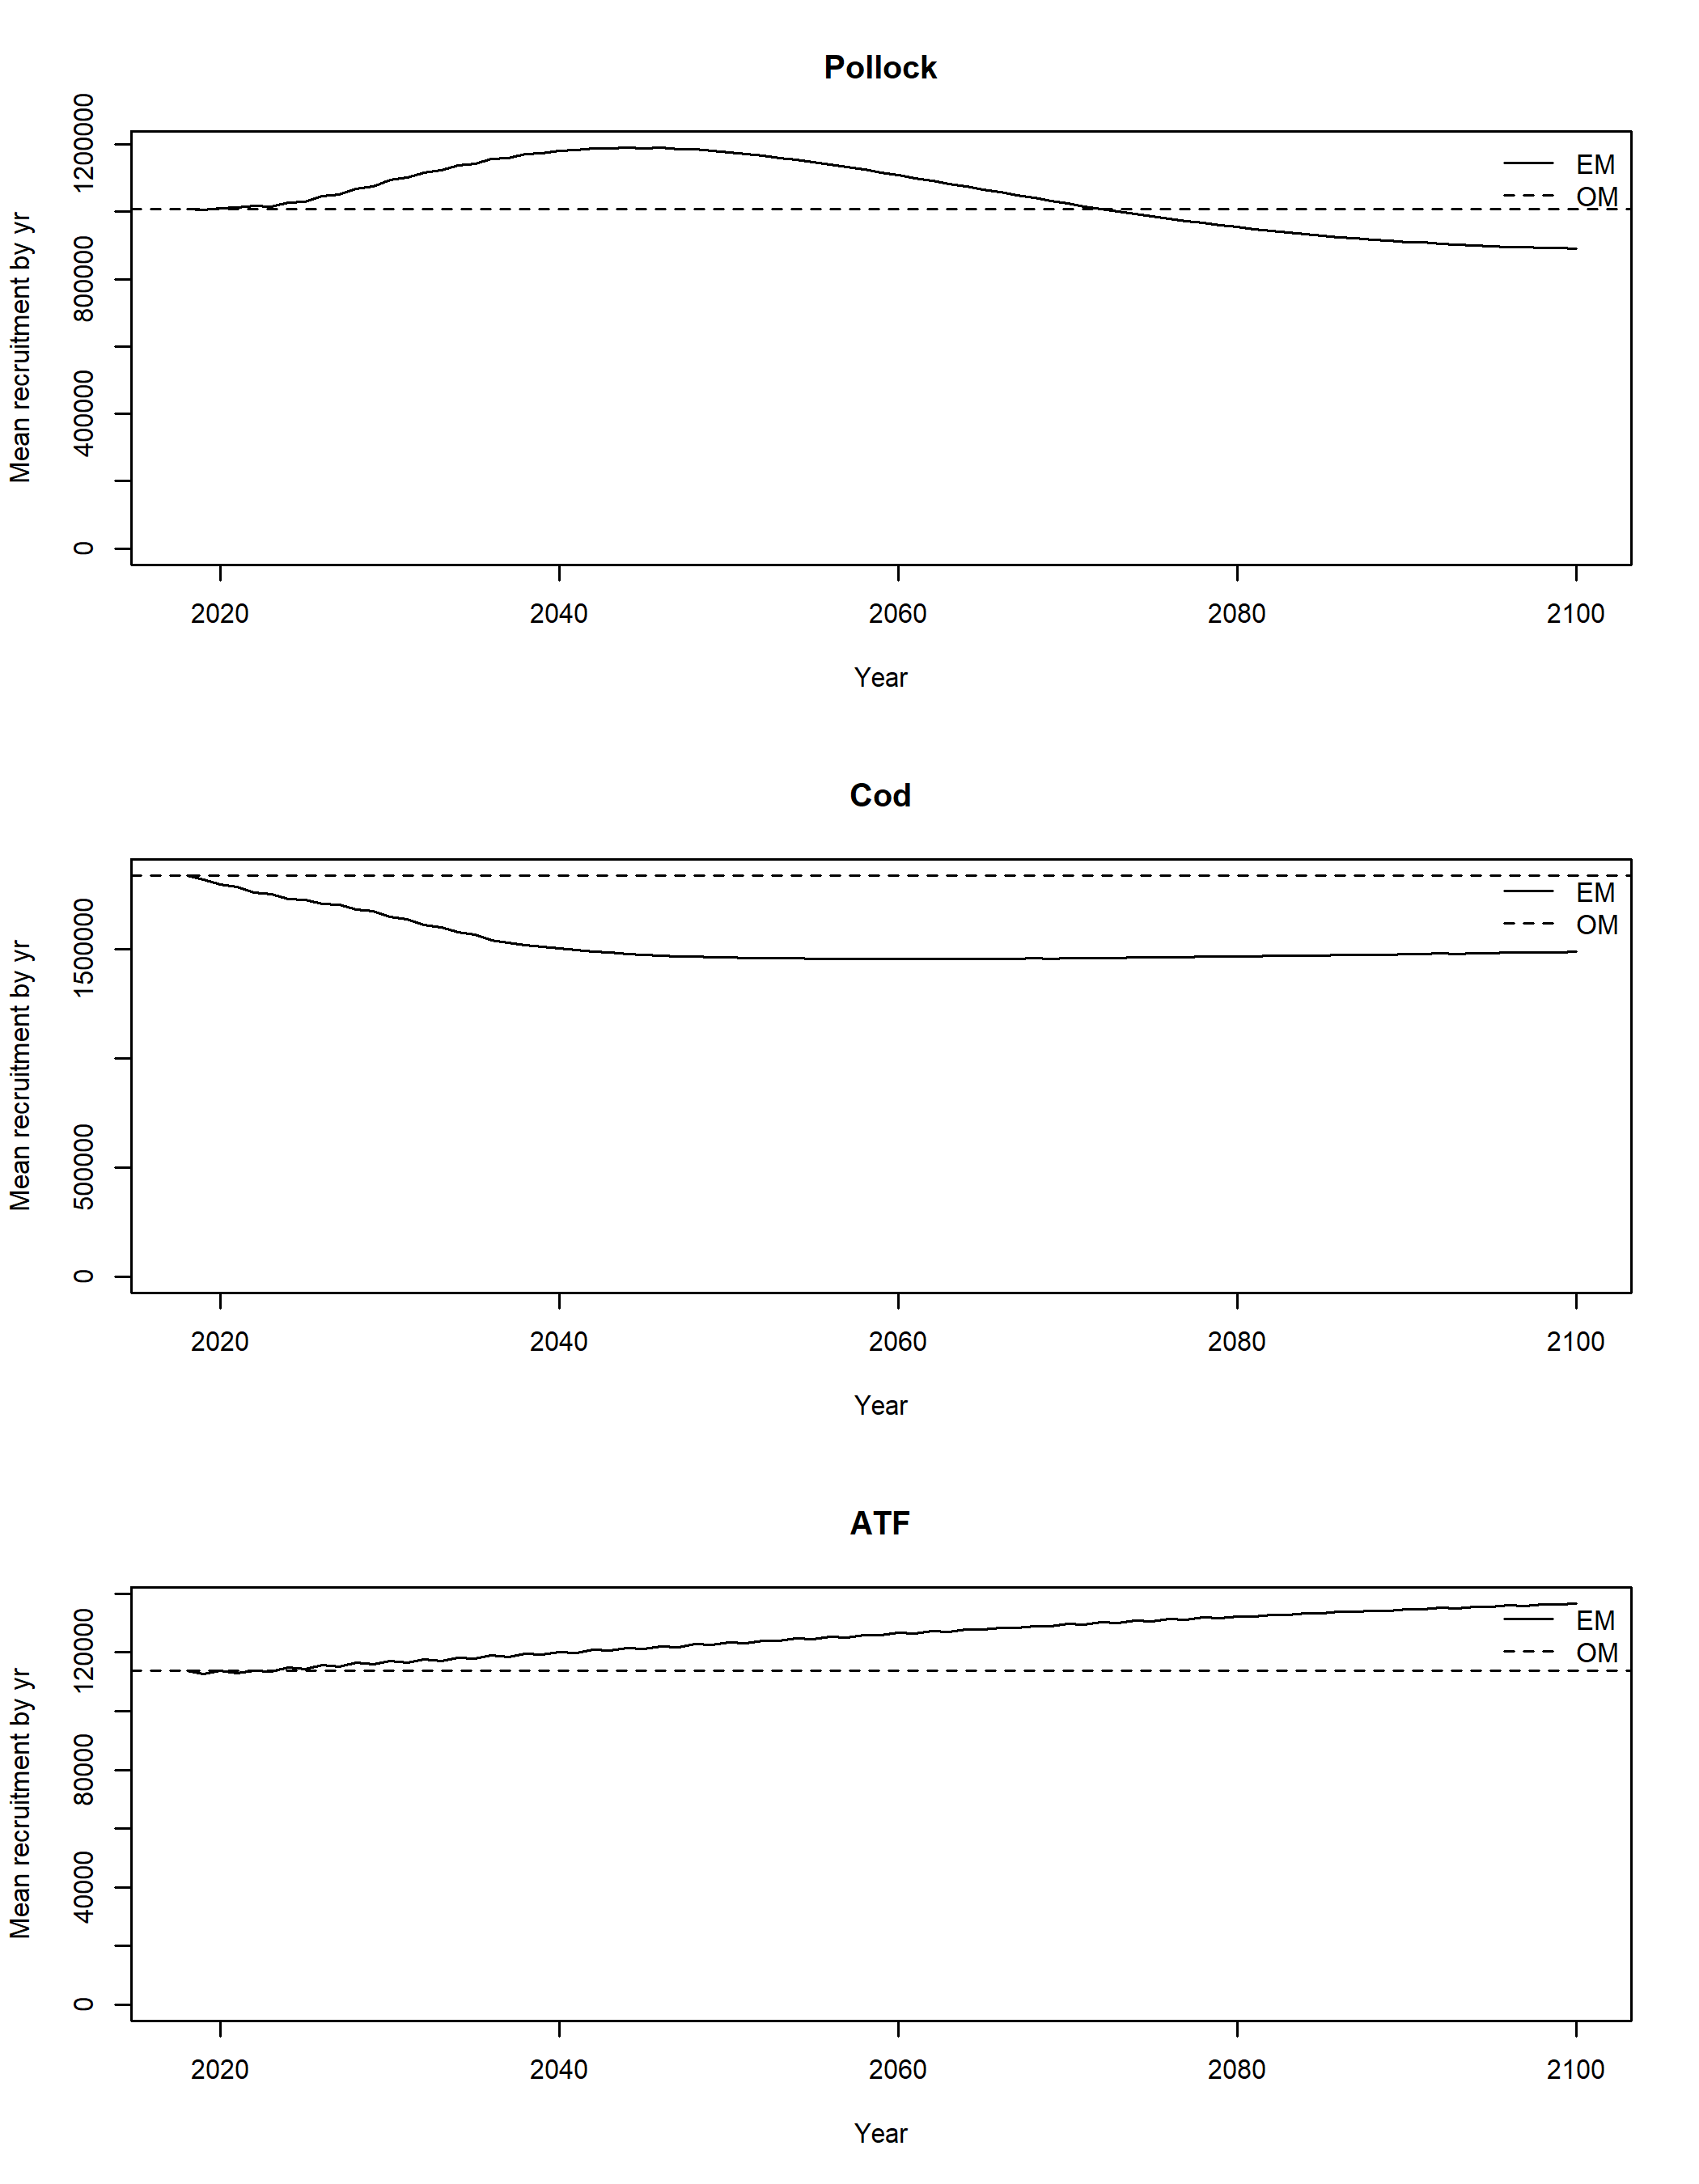 Pollock
Mean recruitment by yr
1200000
800000
400000
0
EM
OM
2020 2040 2060 2080 2100
Year
Cod
Mean recruitment by yr
1500000
500000
0
EM
OM
2020 2040 2060 2080 2100
Year
ATF
Mean recruitment by yr
120000
80000
40000
0
EM
OM
2020 2040 2060 2080 2100
Year